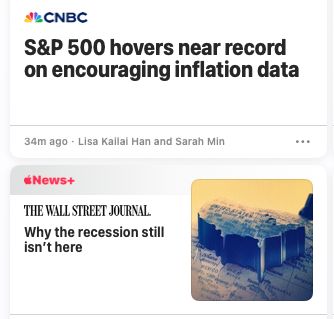 CNBC
S&P 500 hovers near record
on encouraging inflation data
34m ago · Lisa Kailai Han and Sarah Min
News+
THE WALL STREET JOURNAL.
Why the recession still
isn't here